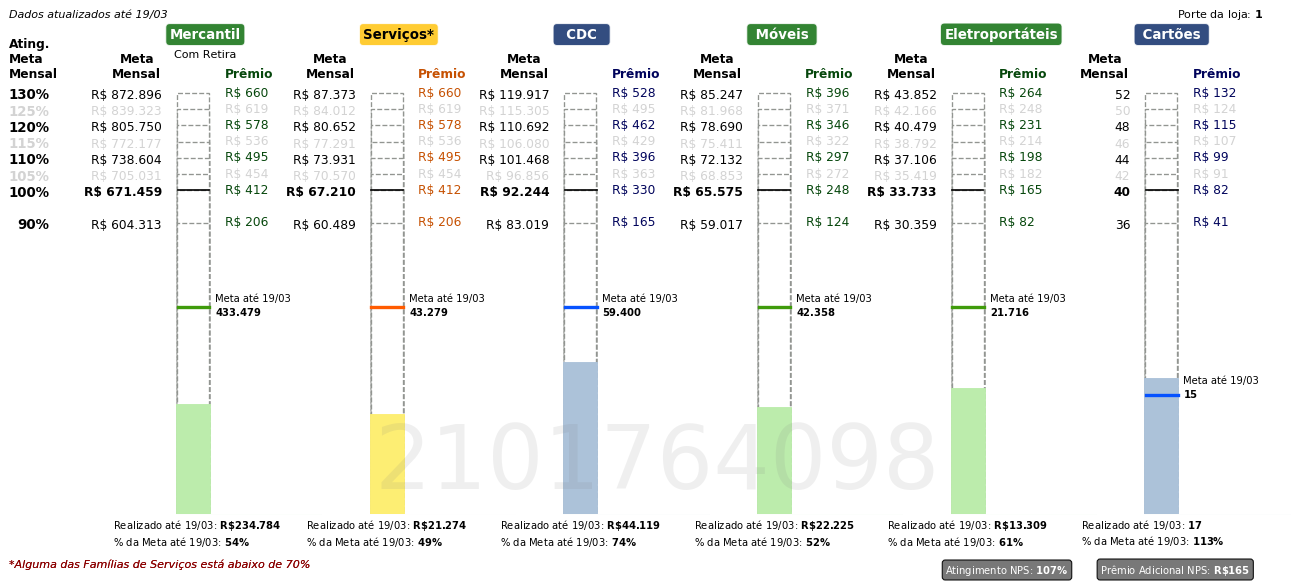 Dados atualizados até 19/03
Porte da loja: 1
Mercantil Serviços* CDC Móveis Eletroportáteis Cartões
Com Retira
Ating. Meta Mensal
Meta Mensal Prêmio Meta Mensal Prêmio Meta Mensal Prêmio Meta Mensal Prêmio Meta Mensal Prêmio Meta Mensal Prêmio
130% R$ 872.896 R$ 660 R$ 87.373 R$ 660 R$ 119.917 R$ 528 R$ 85.247 R$ 396 R$ 43.852 R$ 264 52 R$ 132
125% R$ 839.323 R$ 619 R$ 84.012 R$ 619 R$ 115.305 R$ 495 R$ 81.968 R$ 371 R$ 42.166 R$ 248 50 R$ 124
120% R$ 805.750 R$ 578 R$ 80.652 R$ 578 R$ 110.692 R$ 462 R$ 78.690 R$ 346 R$ 40.479 R$ 231 48 R$ 115
115% R$ 772.177 R$ 536 R$ 77.291 R$ 536 R$ 106.080 R$ 429 R$ 75.411 R$ 322 R$ 38.792 R$ 214 46 R$ 107
110% R$ 738.604 R$ 495 R$ 73.931 R$ 495 R$ 101.468 R$ 396 R$ 72.132 R$ 297 R$ 37.106 R$ 198 44 R$ 99
105% R$ 705.031 R$ 454 R$ 70.570 R$ 454 R$ 96.856 R$ 363 R$ 68.853 R$ 272 R$ 35.419 R$ 182 42 R$ 91
100% R$ 671.459 R$ 412 R$ 67.210 R$ 412 R$ 92.244 R$ 330 R$ 65.575 R$ 248 R$ 33.733 R$ 165 40 R$ 82
90% R$ 604.313 R$ 206 R$ 60.489 R$ 206 R$ 83.019 R$ 165 R$ 59.017 R$ 124 R$ 30.359 R$ 82 36 R$ 41
Meta até 19/03 Meta até 19/03 Meta até 19/03 Meta até 19/03 Meta até 19/03
433.479 43.279 59.400 42.358 21.716
Meta até 19/03
15
2101764098
Realizado até 19/03: R$234.784 Realizado até 19/03: R$21.274 Realizado até 19/03: R$44.119 Realizado até 19/03: R$22.225 Realizado até 19/03: R$13.309 Realizado até 19/03: 17
% da Meta até 19/03: 54% % da Meta até 19/03: 49% % da Meta até 19/03: 74% % da Meta até 19/03: 52% % da Meta até 19/03: 61% % da Meta até 19/03: 113%
*Alguma das Famílias de Serviços está abaixo de 70%
Atingimento NPS: 107% Prêmio Adicional NPS: R$165